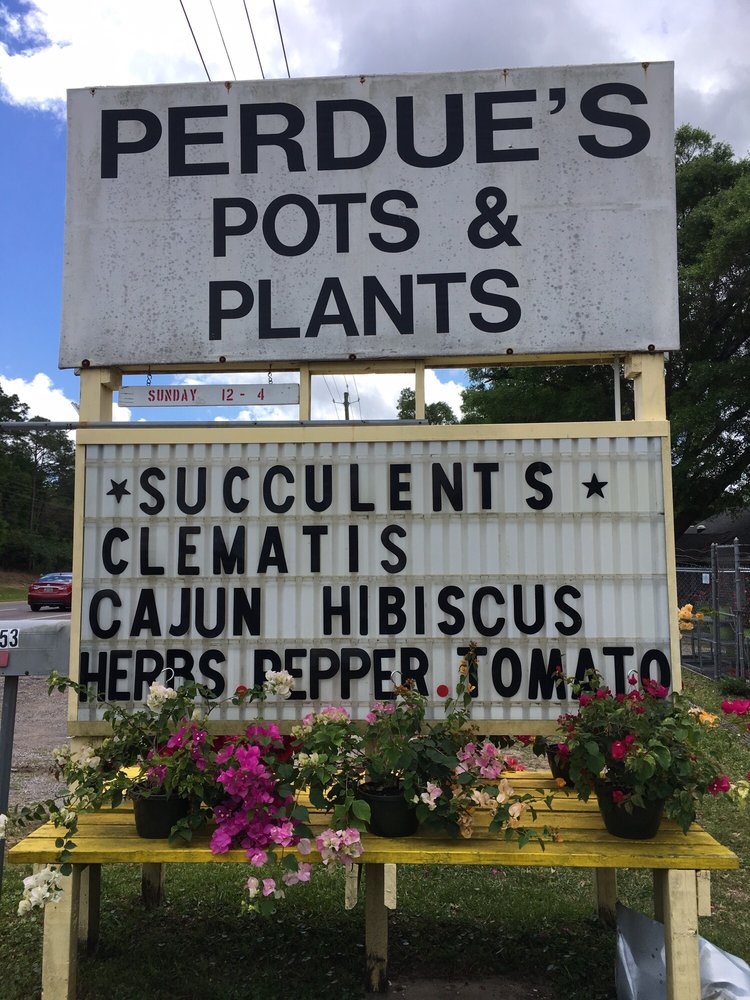 PERDUE'S
POTS &
PLANTS
SUNDAY 12 - 4
★SUCCULENTS★
CLEMATIS
CAJUN HIBISCUS
HERBS PEPPER.TOMATO
53